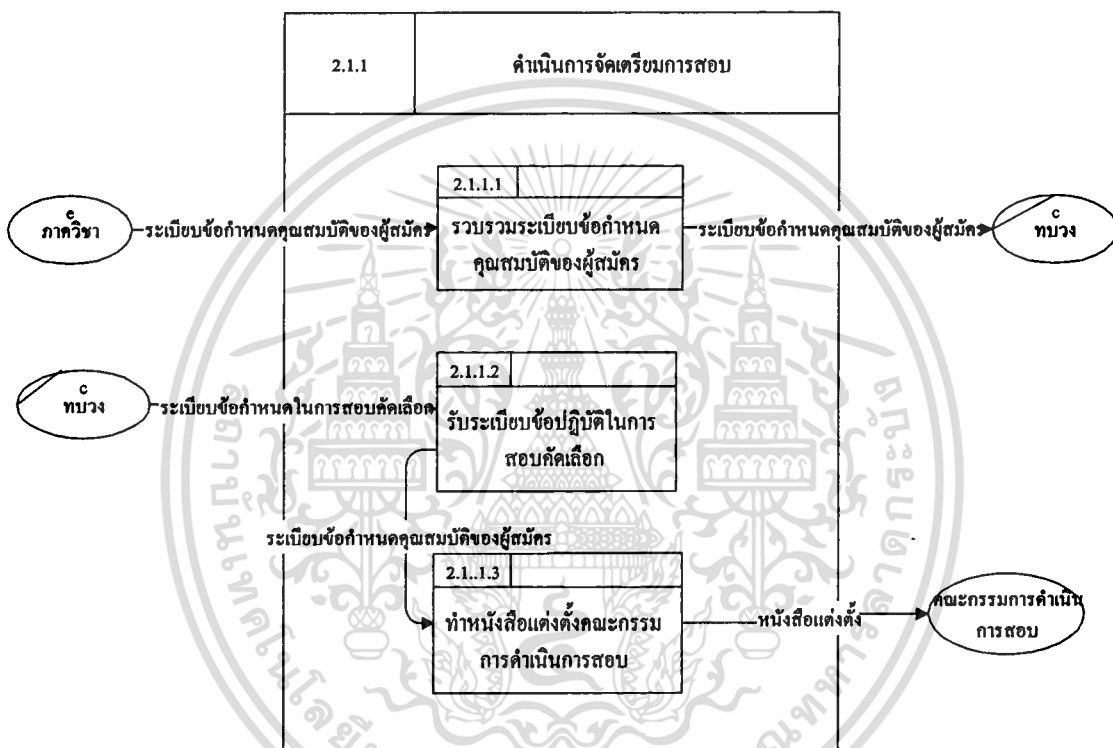 2.1.1
ดำเนินการจัดเตรียมการสอบ
2.1.1.1
e
ภาควิชา
ระเบียบข้อกำหนดคุณสมบัติของผู้สมัคร
รวบรวมระเบียบข้อกำหนด
คุณสมบัติของผู้สมัคร
ระเบียบข้อกำหนดคุณสมบัติของผู้สมัคร
c
ทบวง
2.1.1.2
c
ทบวง
ระเบียบข้อกำหนดในการสอบคัดเลือก
รับระเบียบข้อปฎิบัติในการ
สอบคัดเลือก
ระเบียบข้อกำหนดคุณสมบัติของผู้สมัคร
2.1..1.3
ทำหนังสือแต่งตั้งคณะกรรม
การดำเนินการสอบ
หนังสือแต่งตั้ง
คณะกรรมการดำเนิน
การสอบ